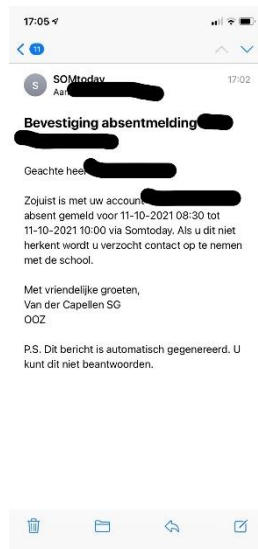 17:05
11
S
SOMtoday
17:02
Aan
Bevestiging absentmelding
Geachte heer
Zojuist is met uw account
absent gemeld voor 11-10-2021 08:30 tot
11-10-2021 10:00 via Somtoday. Als u dit niet
herkent wordt u verzocht contact op te nemen
met de school.
Met vriendelijke groeten,
Van der Capellen SG
OOZ
P.S. Dit bericht is automatisch gegenereerd. U
kunt dit niet beantwoorden.